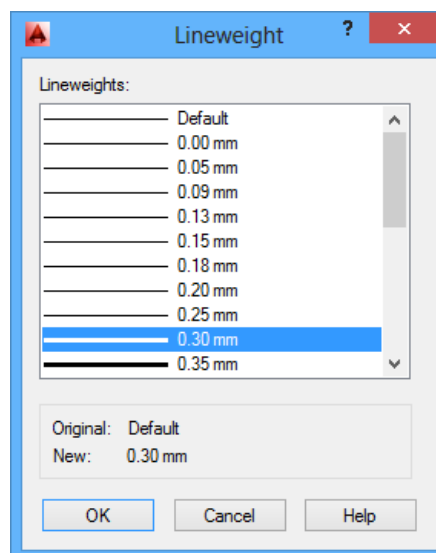 Lineweight ? ×
Lineweights:
Default
0.00 mm
0.05 mm
0.09 mm
0.13 mm
0.15 mm
0.18 mm
0.20 mm
0.25 mm
0.30 mm
0.35 mm
Original: Default
New: 0.30 mm
OK Cancel Help